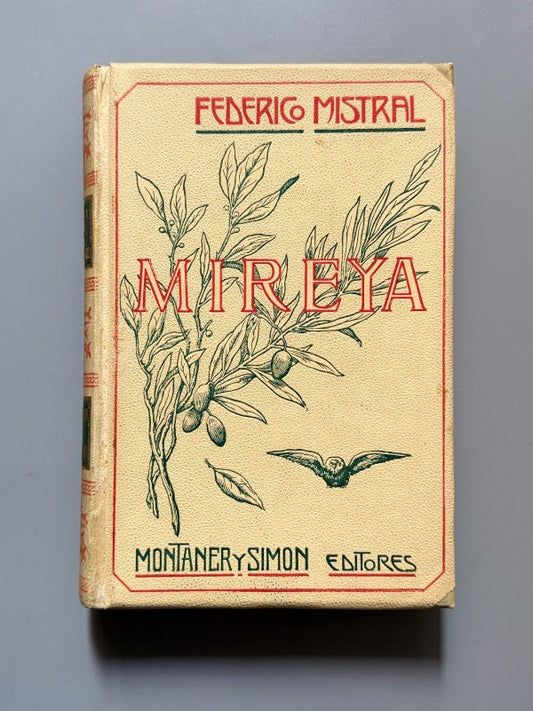 FEDERICO MISTRAL
MIREYA
MONTANER Y SIMON EDITORES